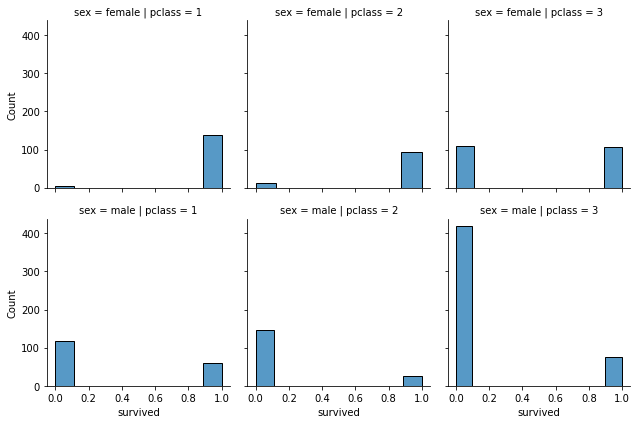 sex = female | pclass = 1
sex = female | pclass = 2
sex = female | pclass = 3
400
300
200
100
0
Count
sex = male | pclass = 1
sex = male | pclass = 2
sex = male | pclass = 3
400
300
200
100
0
Count
0.0 0.2 0.4 0.6 0.8 1.0
0.0 0.2 0.4 0.6 0.8 1.0
0.0 0.2 0.4 0.6 0.8 1.0
survived
survived
survived